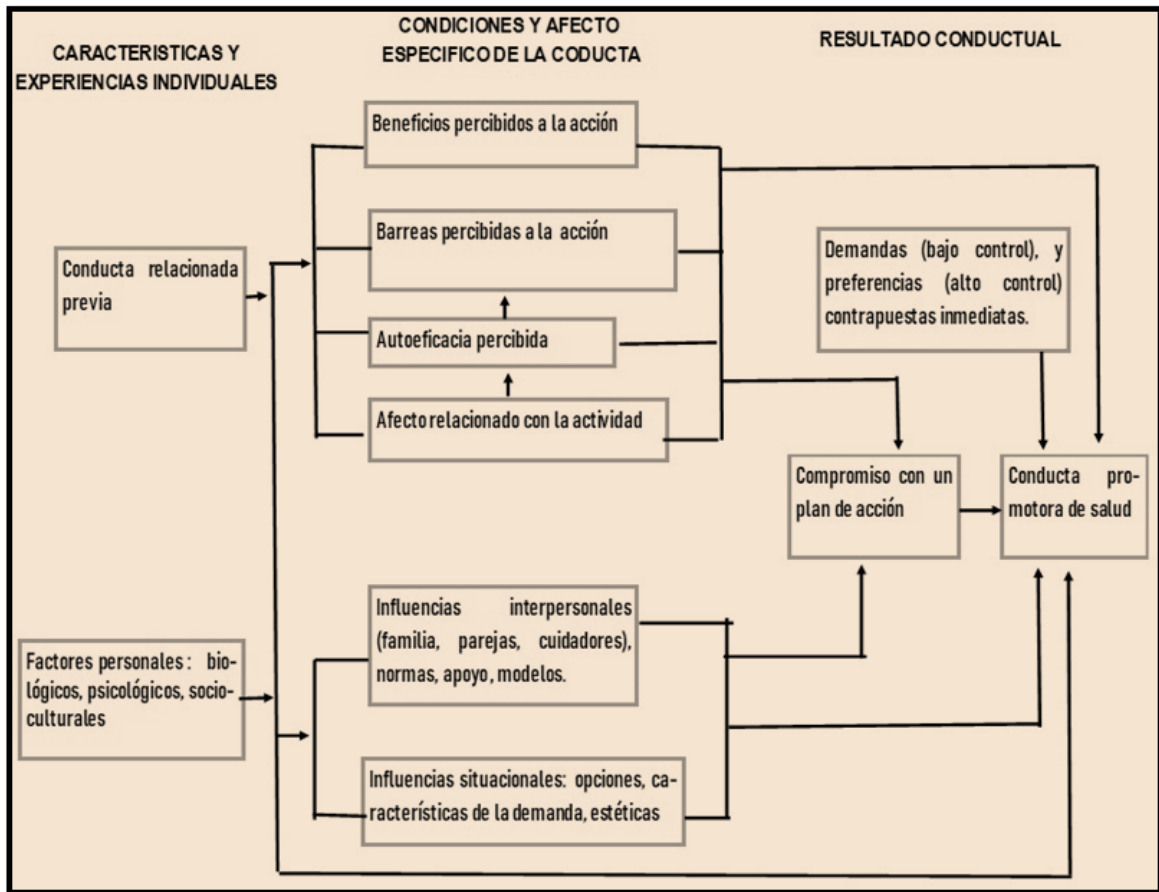 CARACTERISTICAS Y
EXPERIENCIAS INDIVIDUALES
CONDICIONES Y AFECTO
ESPECIFICO DE LA CODUCTA
RESULTADO CONDUCTUAL
Conducta relacionada
previa
Factores personales : bio-
lógicos, psicológicos, socio-
culturales
Beneficios percibidos a la acción
Barreas percibidas a la acción
Autoeficacia percibida
Afecto relacionado con la actividad
Influencias interpersonales
(familia, parejas, cuidadores),
normas, apoyo, modelos.
Influencias situacionales: opciones, ca-
racterísticas de la demanda, estéticas
Demandas (bajo control), y
preferencias (alto control)
contrapuestas inmediatas.
Compromiso con un
plan de acción
Conducta pro-
motora de salud